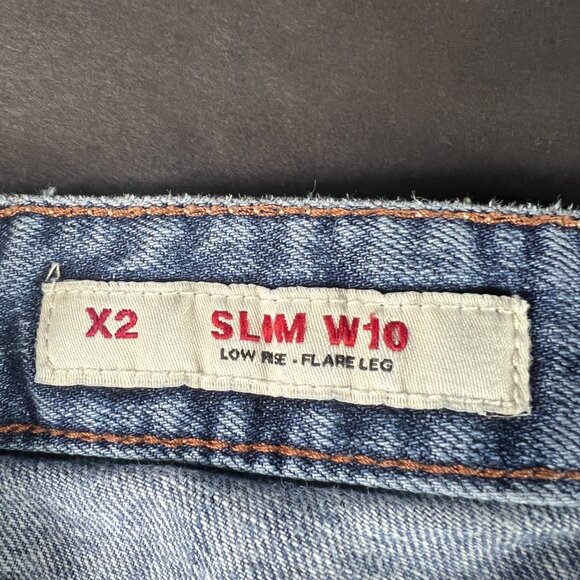 X2 SLIM W10
LOW RISE - FLARE LEG